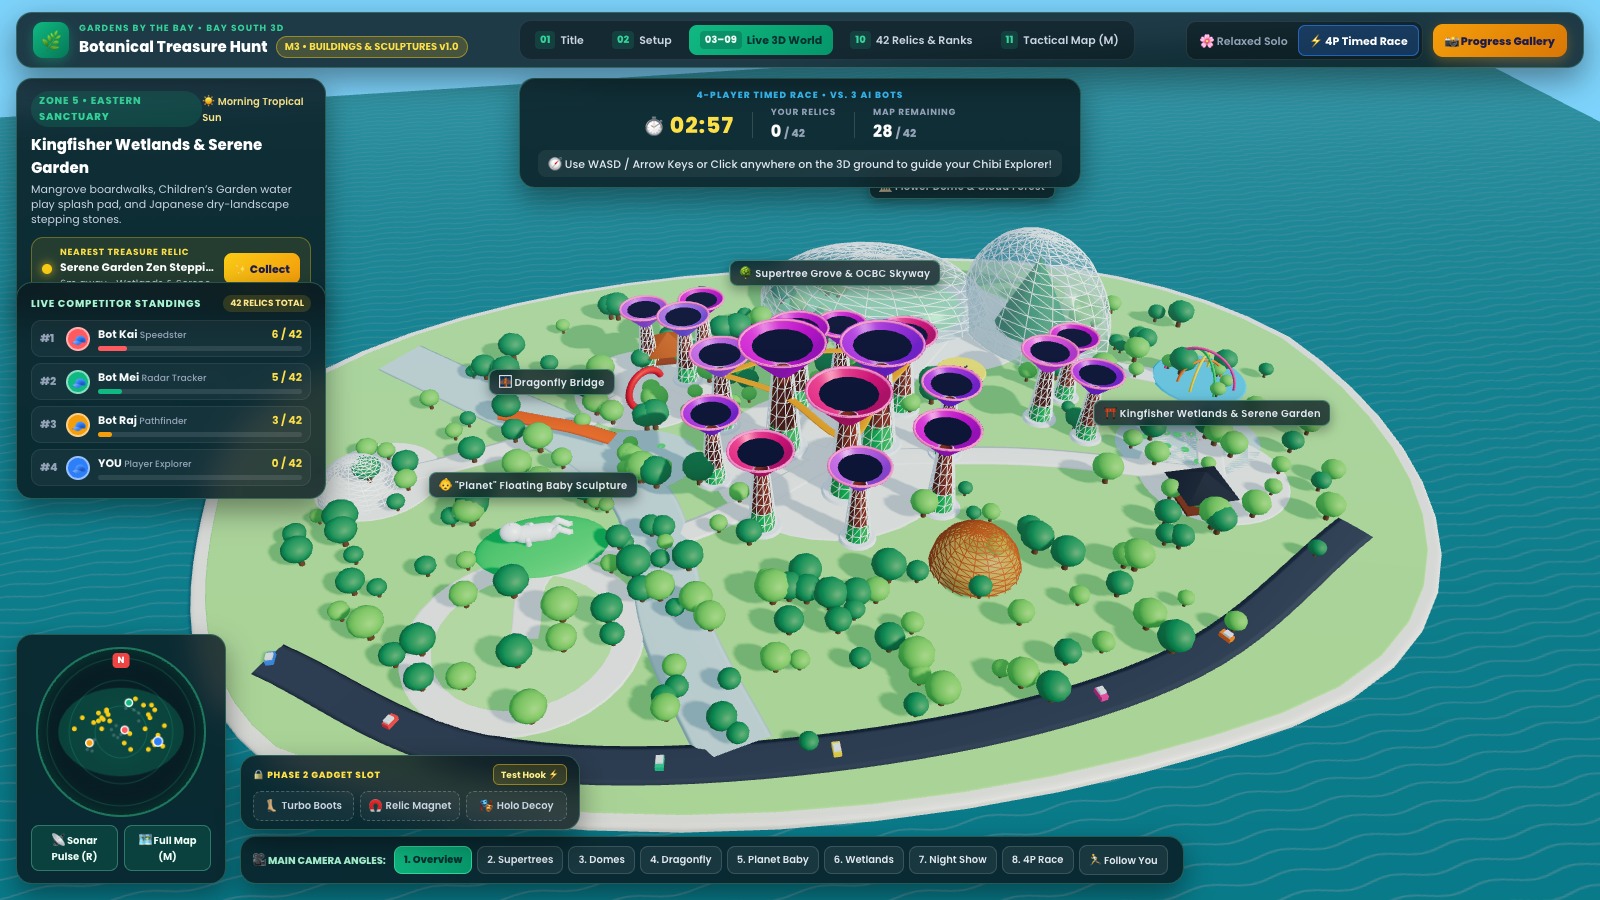 GARDENS BY THE BAY • BAY SOUTH 3D
Botanical Treasure Hunt
M3 • BUILDINGS & SCULPTURES v1.0
01 Title
02 Setup
03–09 Live 3D World
10 42 Relics & Ranks
11 Tactical Map (M)
Relaxed Solo
4P Timed Race
Progress Gallery
ZONE 5 • EASTERN
SANCTUARY
Morning Tropical
Sun
Kingfisher Wetlands & Serene
Garden
Mangrove boardwalks, Children's Garden water
play splash pad, and Japanese dry-landscape
stepping stones.
NEAREST TREASURE RELIC
Serene Garden Zen Steppi...
Collect
LIVE COMPETITOR STANDINGS
42 RELICS TOTAL
#1 Bot Kai Speedster 6 / 42
#2 Bot Mei Radar Tracker 5 / 42
#3 Bot Raj Pathfinder 3 / 42
#4 YOU Player Explorer 0 / 42
4-PLAYER TIMED RACE • VS. 3 AI BOTS
02:57
YOUR RELICS
0 / 42
MAP REMAINING
28 / 42
Use WASD / Arrow Keys or Click anywhere on the 3D ground to guide your Chibi Explorer!
Flower Dome & Cloud Forest
Supertree Grove & OCBC Skyway
Dragonfly Bridge
Kingfisher Wetlands & Serene Garden
"Planet" Floating Baby Sculpture
N
Sonar
Pulse (R)
Full Map
(M)
PHASE 2 GADGET SLOT
Test Hook
Turbo Boots
Relic Magnet
Holo Decoy
MAIN CAMERA ANGLES:
1. Overview
2. Supertrees
3. Domes
4. Dragonfly
5. Planet Baby
6. Wetlands
7. Night Show
8. 4P Race
Follow You